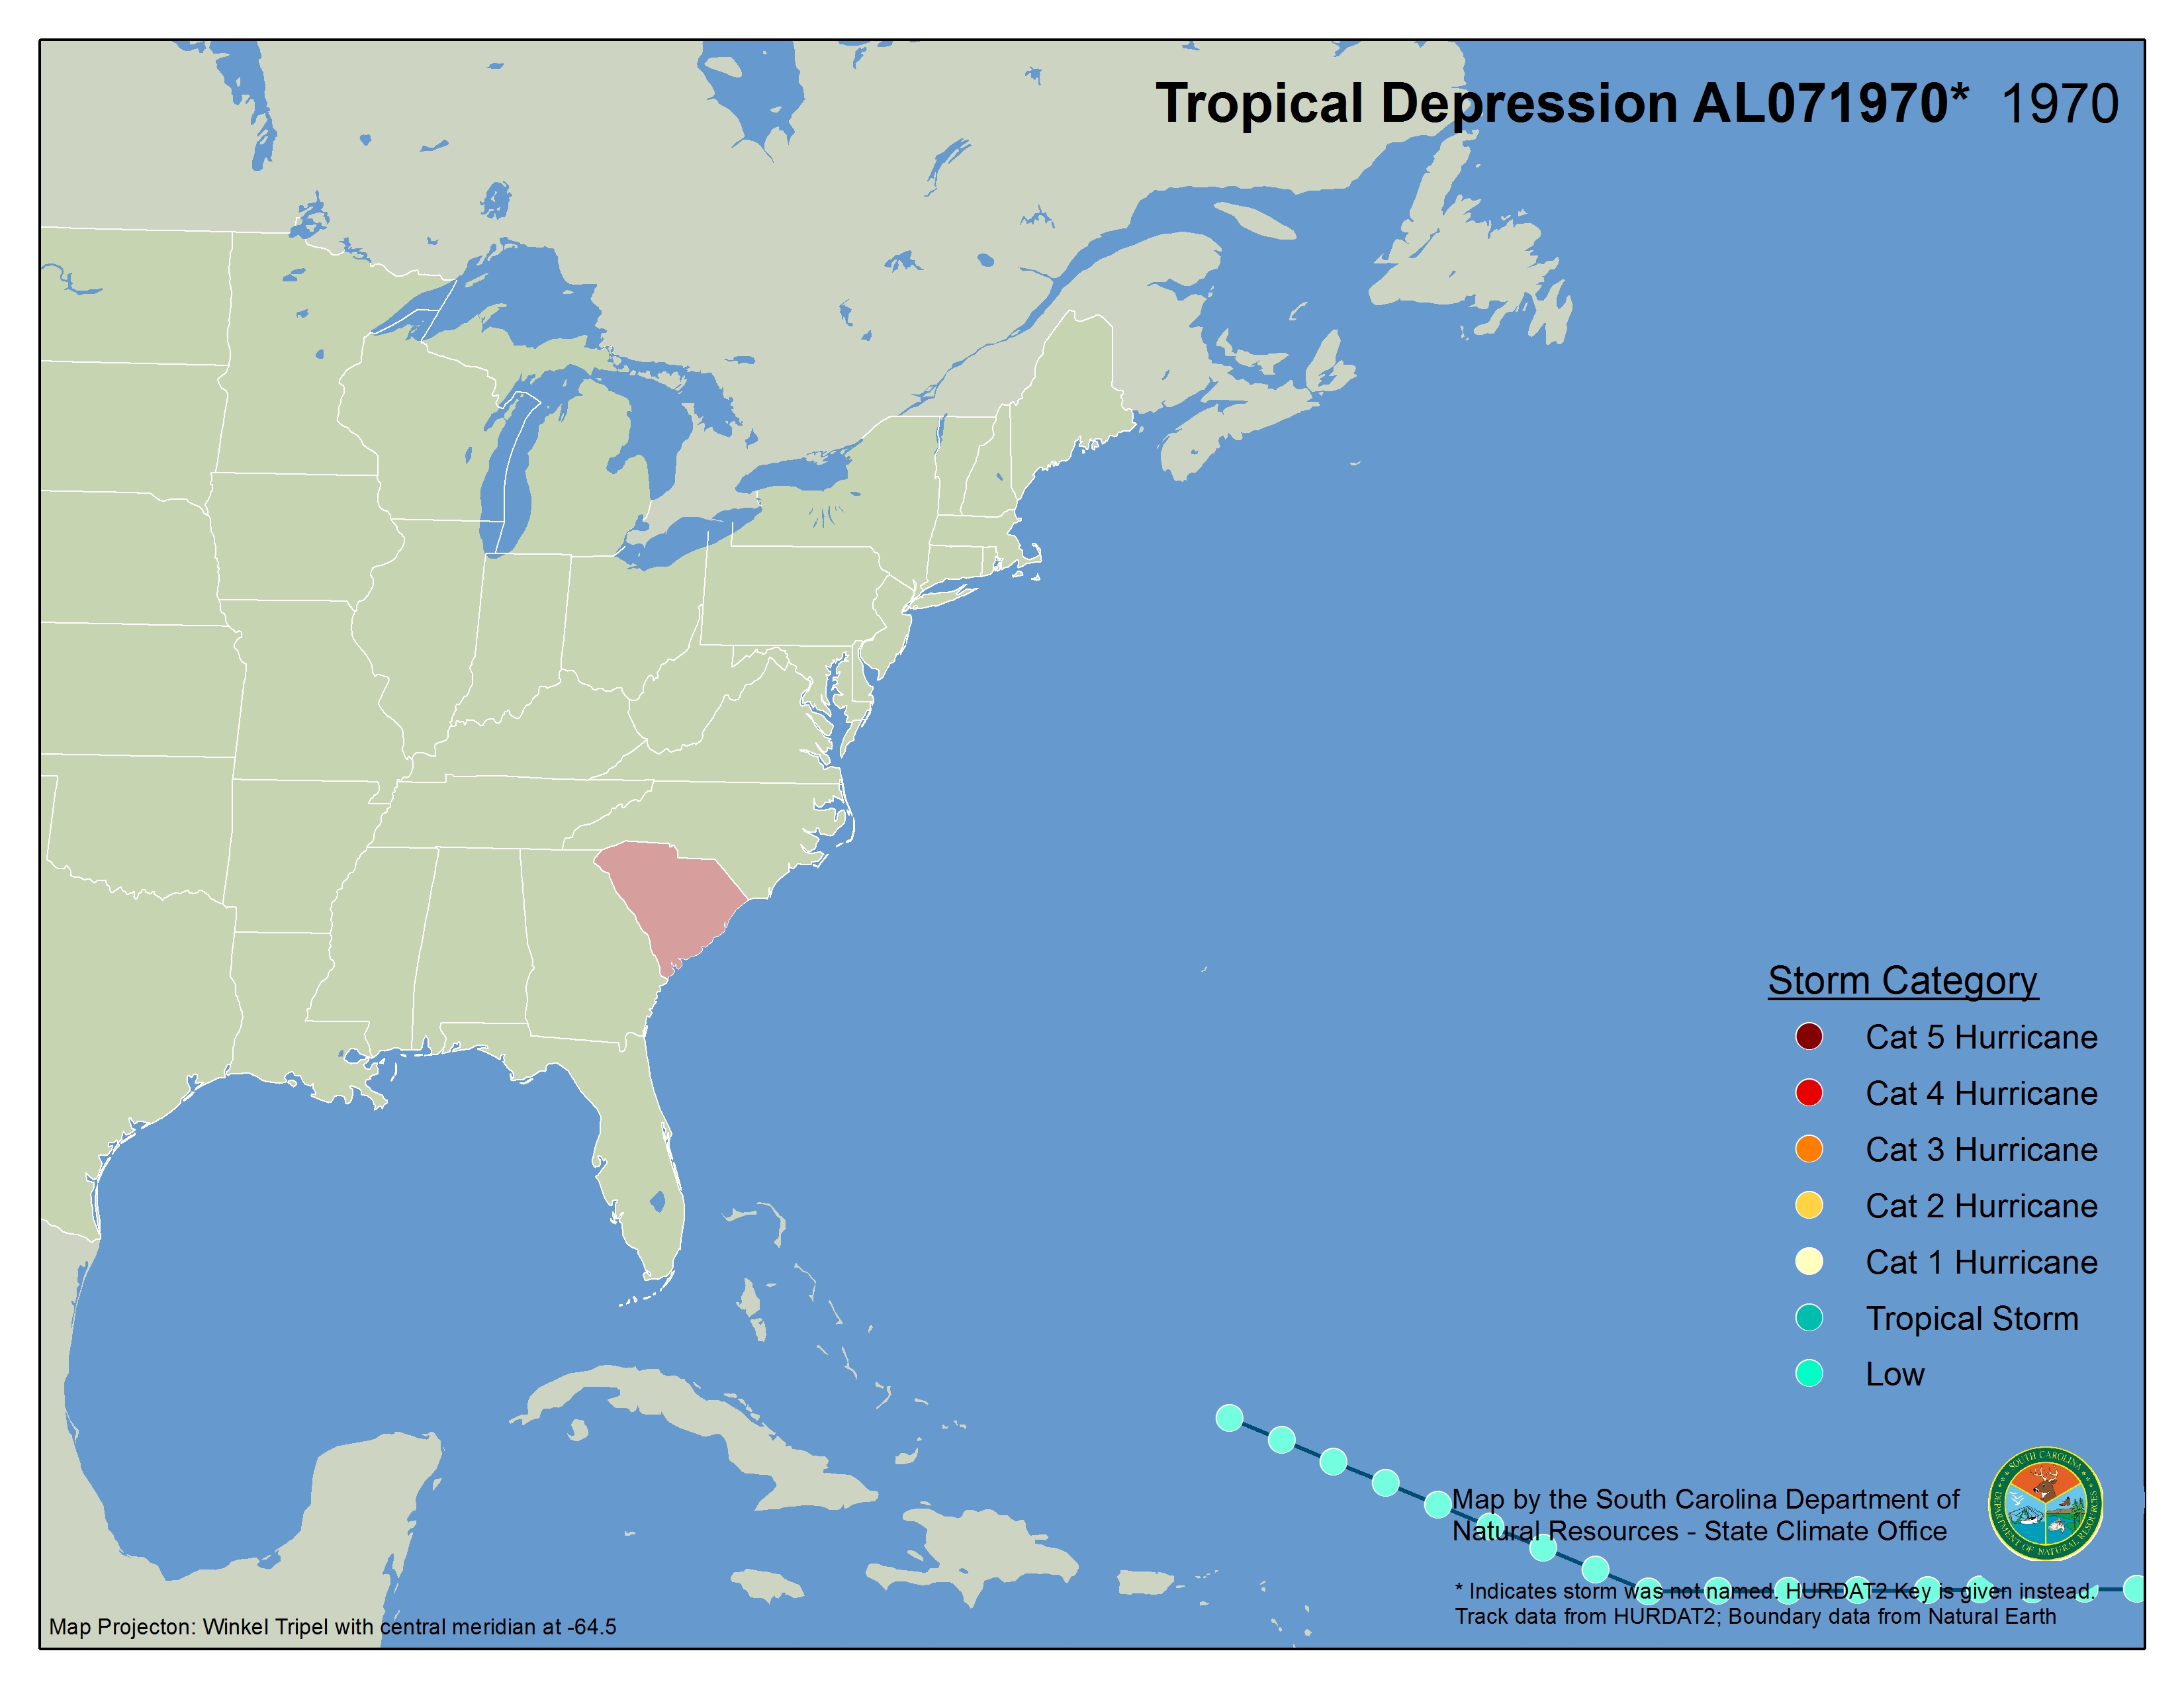 Tropical Depression AL071970* 1970
Storm Category
Cat 5 Hurricane
Cat 4 Hurricane
Cat 3 Hurricane
Cat 2 Hurricane
Cat 1 Hurricane
Tropical Storm
Low
Map by the South Carolina Department of
Natural Resources - State Climate Office
SOUTH CAROLINA
DEPARTMENT OF NATURAL RESOURCES
* Indicates storm was not named. HURDAT2 Key is given instead.
Track data from HURDAT2; Boundary data from Natural Earth
Map Projecton: Winkel Tripel with central meridian at -64.5